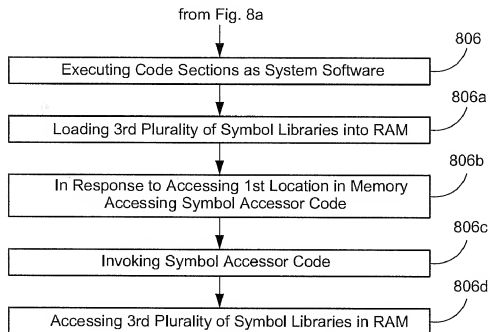 from Fig. 8a
806
Executing Code Sections as System Software
806a
Loading 3rd Plurality of Symbol Libraries into RAM
806b
In Response to Accessing 1st Location in Memory
Accessing Symbol Accessor Code
806c
Invoking Symbol Accessor Code
806d
Accessing 3rd Plurality of Symbol Libraries in RAM